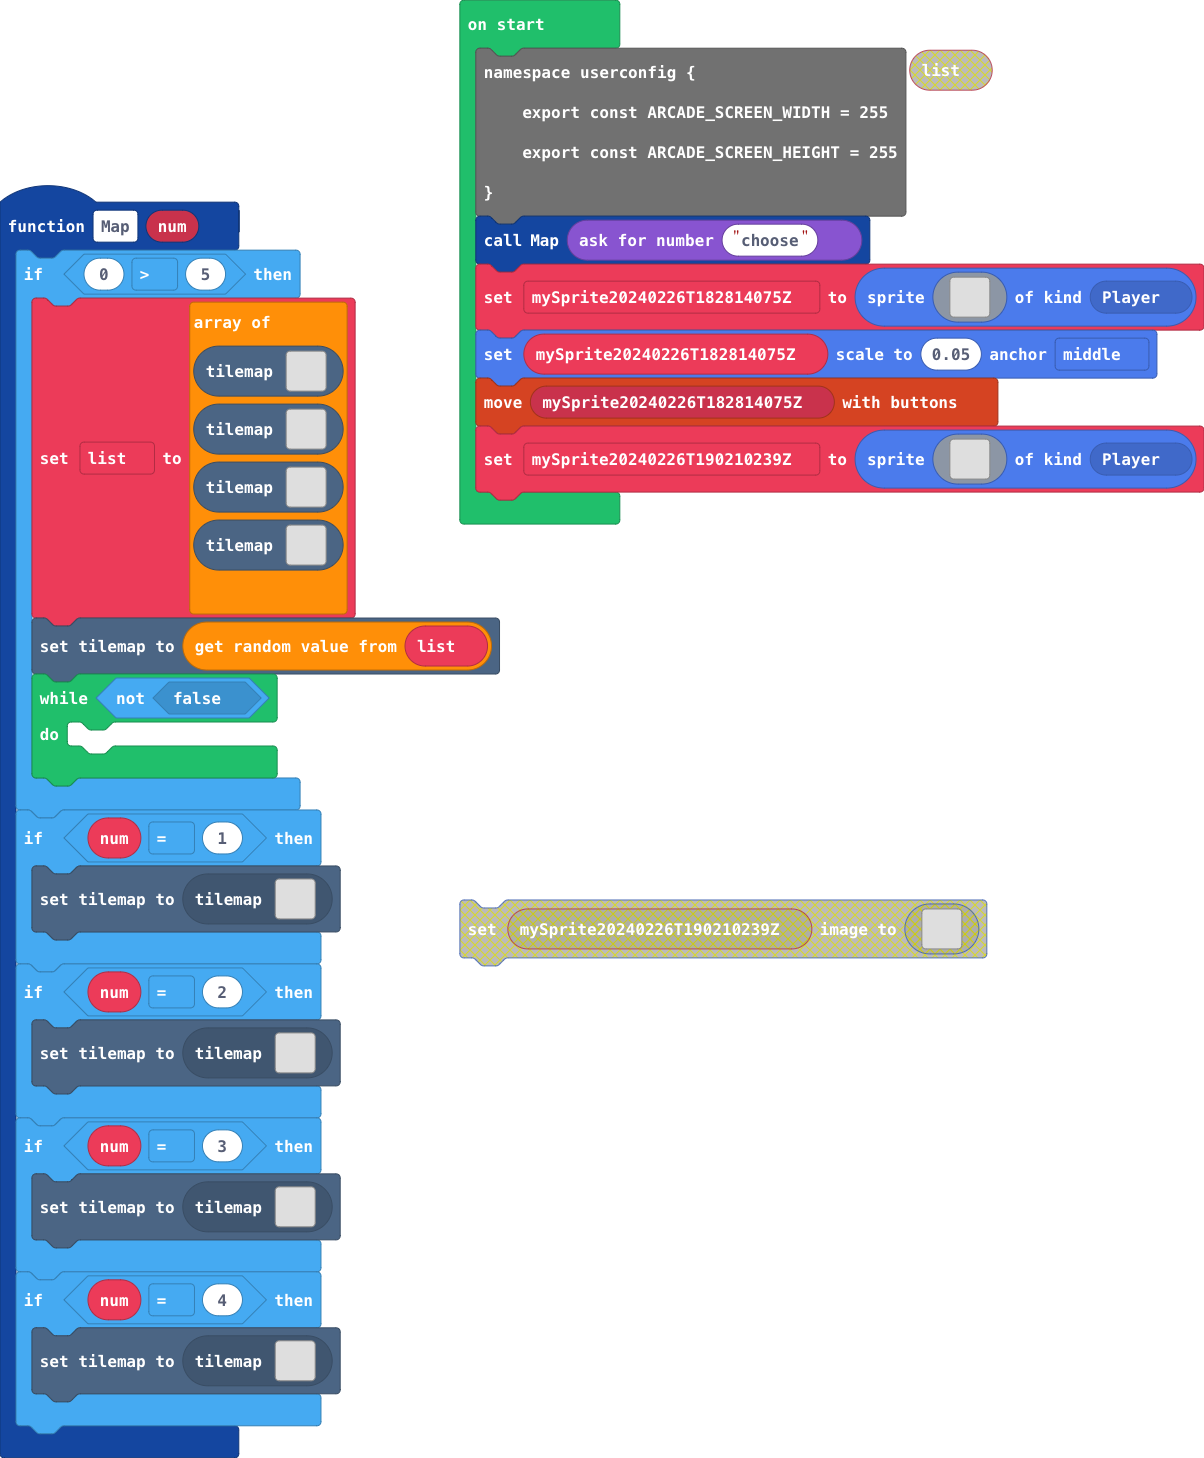 on start
namespace userconfig {
export const ARCADE_SCREEN_WIDTH = 255
export const ARCADE_SCREEN_HEIGHT = 255
}
list
call Map ask for number "choose"
set mySprite20240226T182814075Z to sprite of kind Player
set mySprite20240226T182814075Z scale to 0.05 anchor middle
move mySprite20240226T182814075Z with buttons
set mySprite20240226T190210239Z to sprite of kind Player
function Map num
if 0 > 5 then
array of
tilemap
tilemap
set list to
tilemap
tilemap
set tilemap to get random value from list
while not false
do
if num = 1 then
set tilemap to tilemap
if num = 2 then
set tilemap to tilemap
if num = 3 then
set tilemap to tilemap
if num = 4 then
set tilemap to tilemap
set mySprite20240226T190210239Z image to